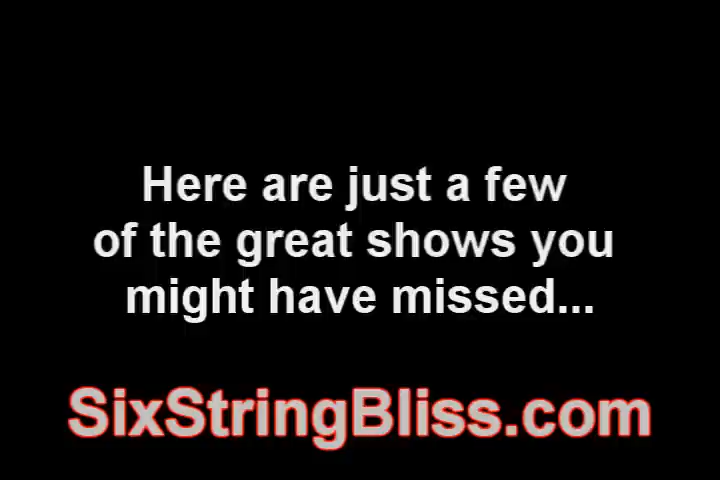 Here are just a few
of the great shows you
might have missed...
SixStringBliss.com